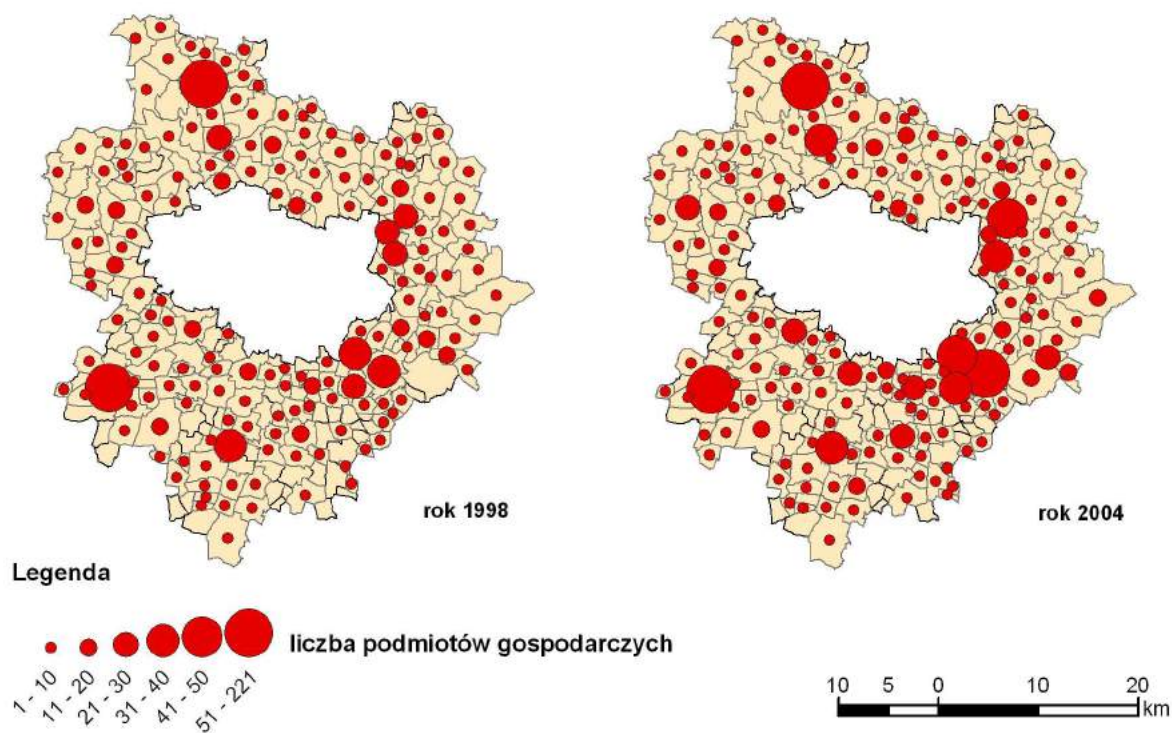 rok 1998
rok 2004
Legenda
liczba podmiotów gospodarczych
1 - 10
11 - 20
21 - 30
31 - 40
41 - 50
51 - 221
10 5 0 10 20
km